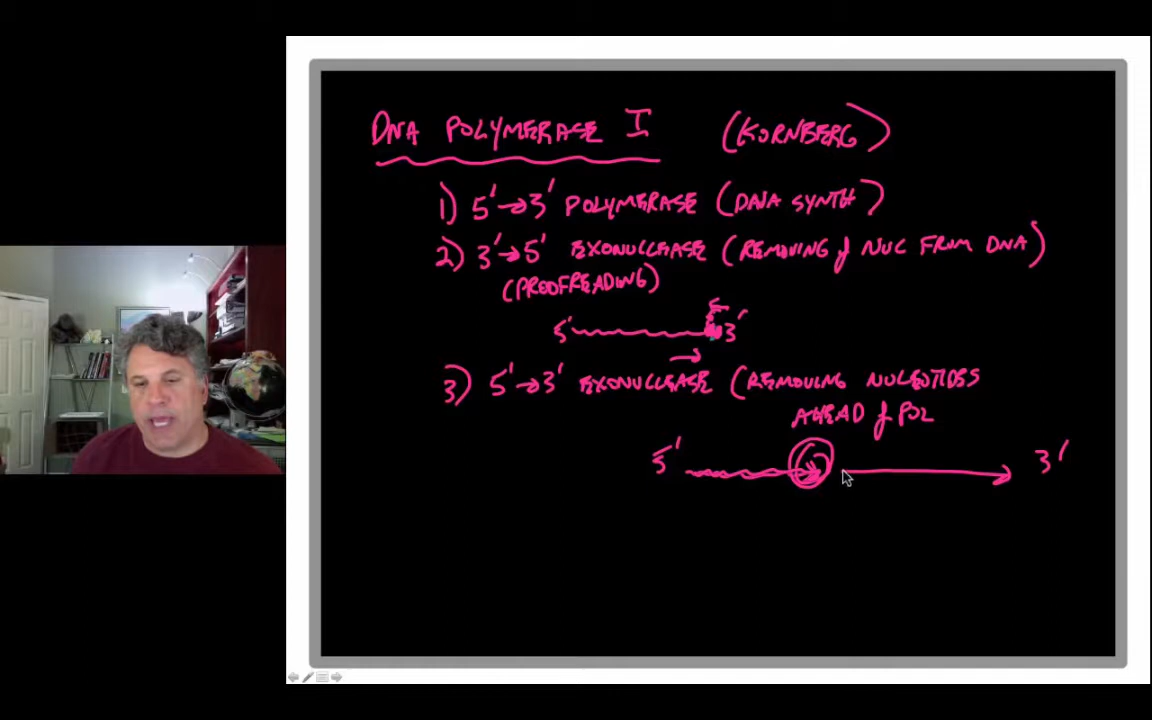 DNA POLYMERASE I (KORNBERG)
1) 5'→3' POLYMERASE (DNA SYNTH)
2) 3'→5' EXONUCLEASE (REMOVING of NUC FROM DNA)
(PROOFREADING)
5' 3'
3) 5'→3' EXONUCLEASE (REMOVING NUCLEOTIDES
AHEAD of POL
5' 3'